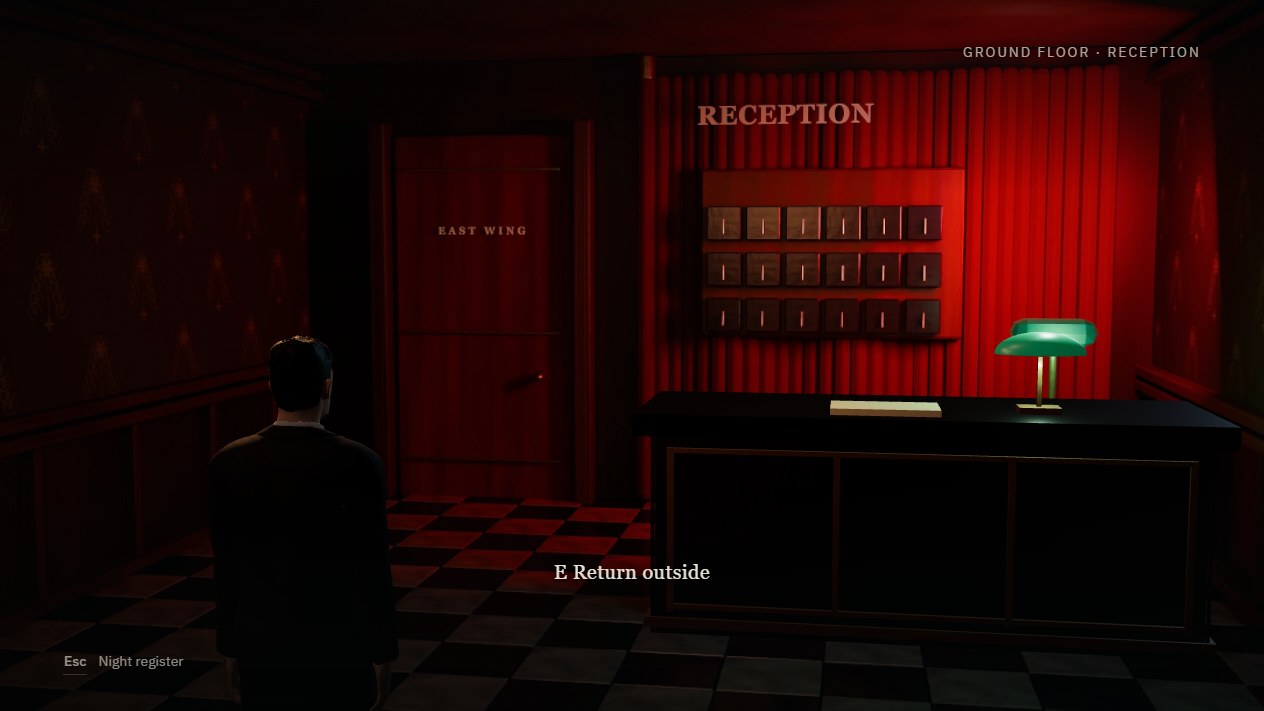 GROUND FLOOR · RECEPTION
RECEPTION
EAST WING
E Return outside
Esc Night register